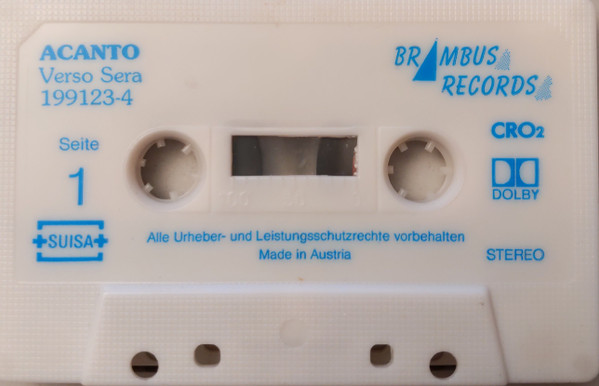 ACANTO
Verso Sera
199123-4
BRAMBUS
RECORDS
CRO2
Seite
1
DOLBY
SUISA
Alle Urheber- und Leistungsschutzrechte vorbehalten
Made in Austria
STEREO